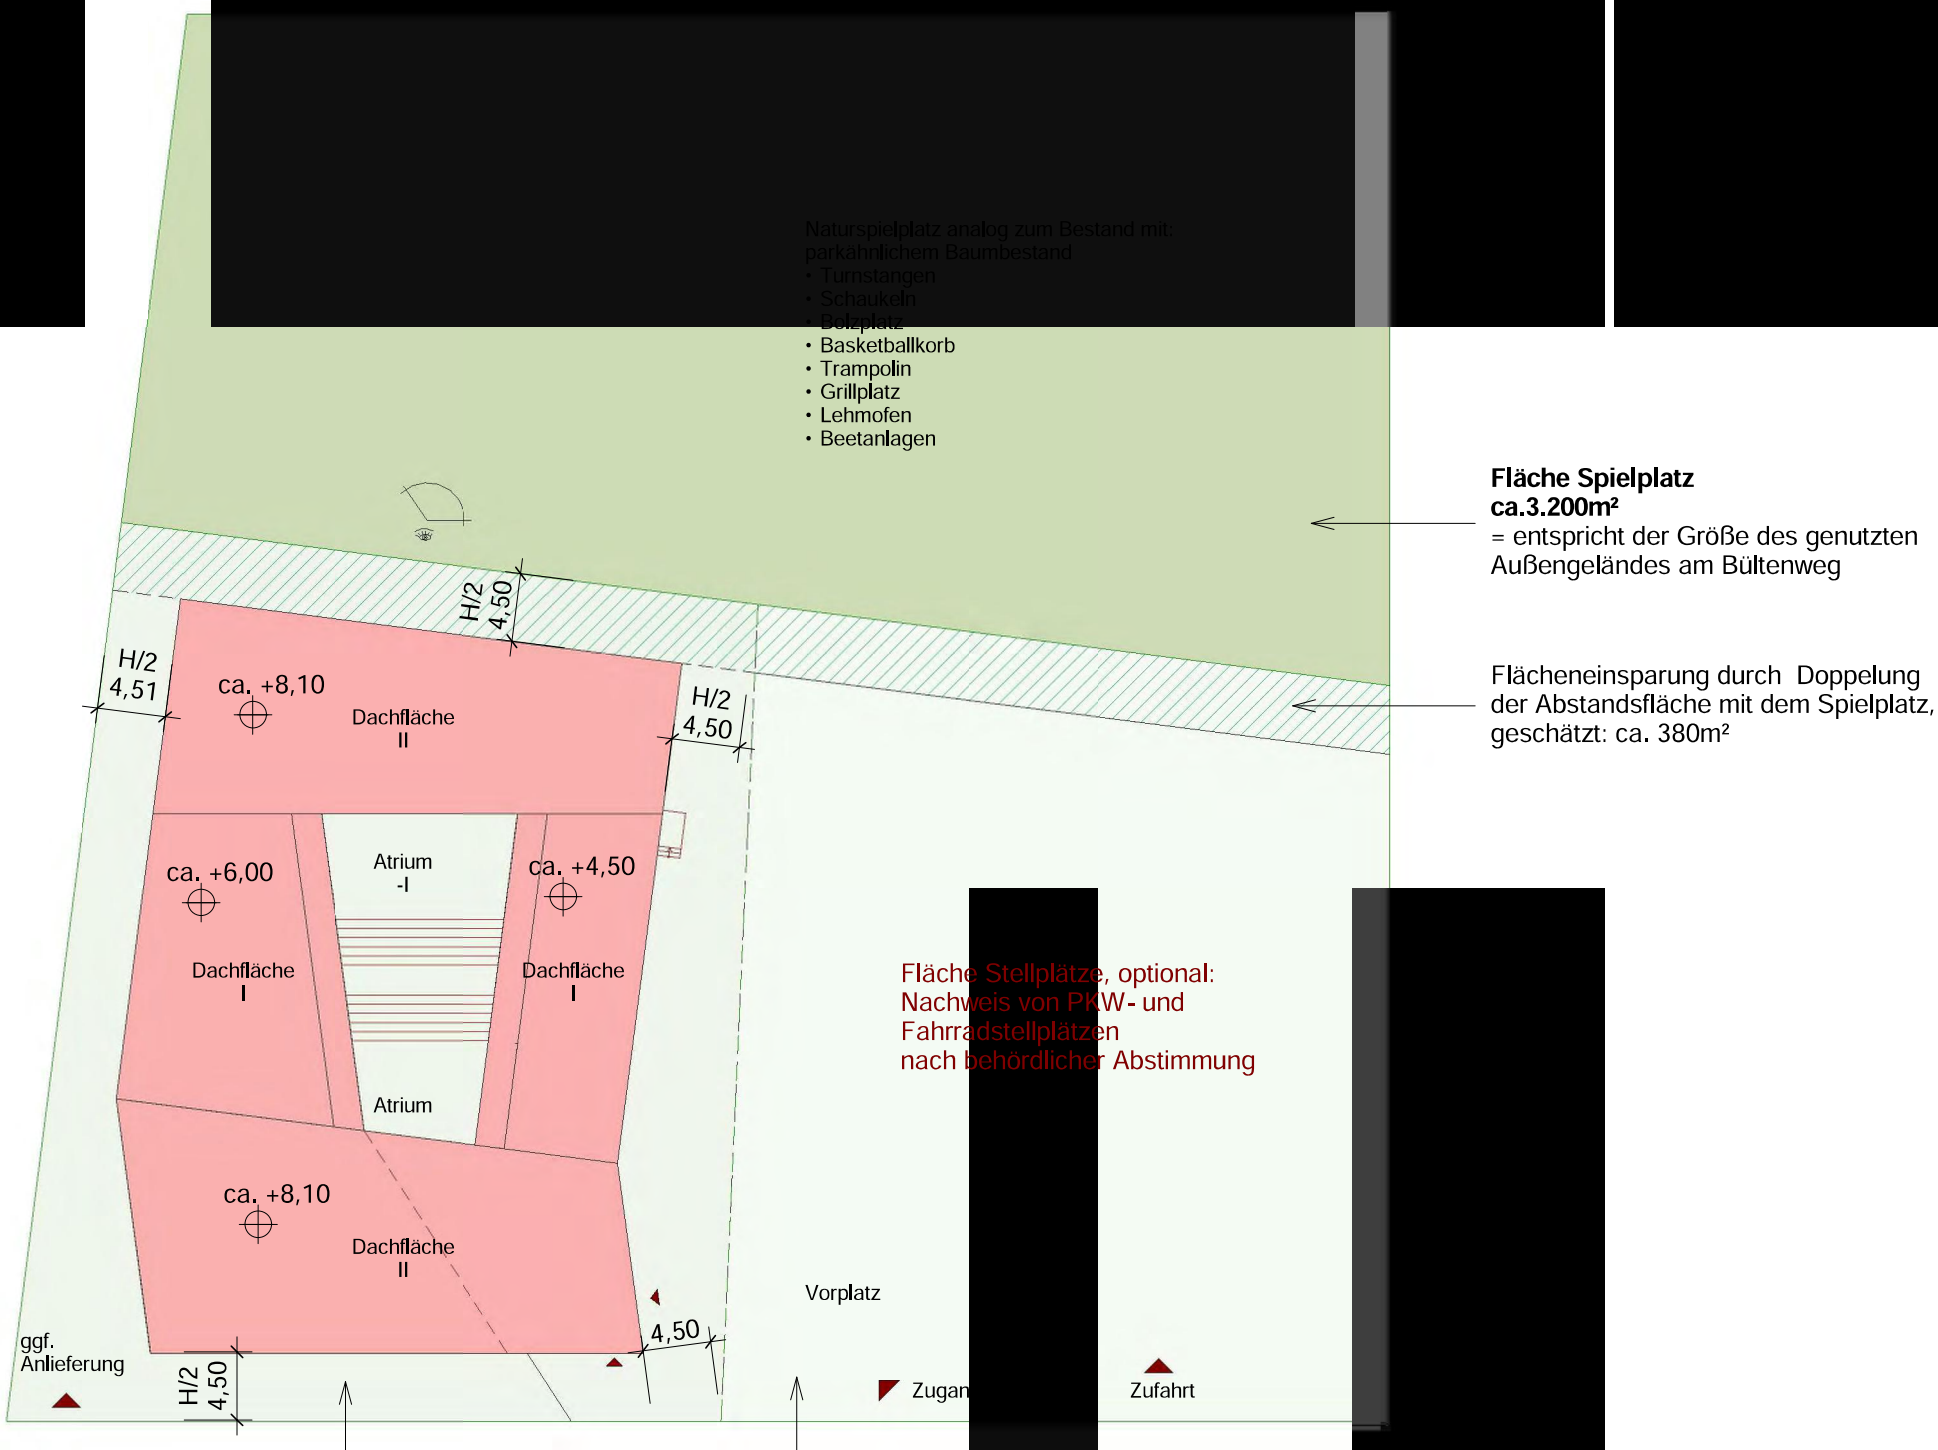 Naturspielplatz analog zum Bestand mit:
parkähnlichem Baumbestand
• Turnstangen
• Schaukeln
• Bolzplatz
• Basketballkorb
• Trampolin
• Grillplatz
• Lehmofen
• Beetanlagen
Fläche Spielplatz
ca.3.200m²
= entspricht der Größe des genutzten
Außengeländes am Bültenweg
H/2
4,50
H/2
4,51
ca. +8,10
Dachfläche
II
H/2
4,50
Flächeneinsparung durch Doppelung
der Abstandsfläche mit dem Spielplatz,
geschätzt: ca. 380m²
ca. +6,00
Atrium
-I
ca. +4,50
Dachfläche
I
Dachfläche
I
Fläche Stellplätze, optional:
Nachweis von PKW- und
Fahrradstellplätzen
nach behördlicher Abstimmung
Atrium
ca. +8,10
Dachfläche
II
Vorplatz
4,50
ggf.
Anlieferung
H/2
4,50
Zugan
Zufahrt